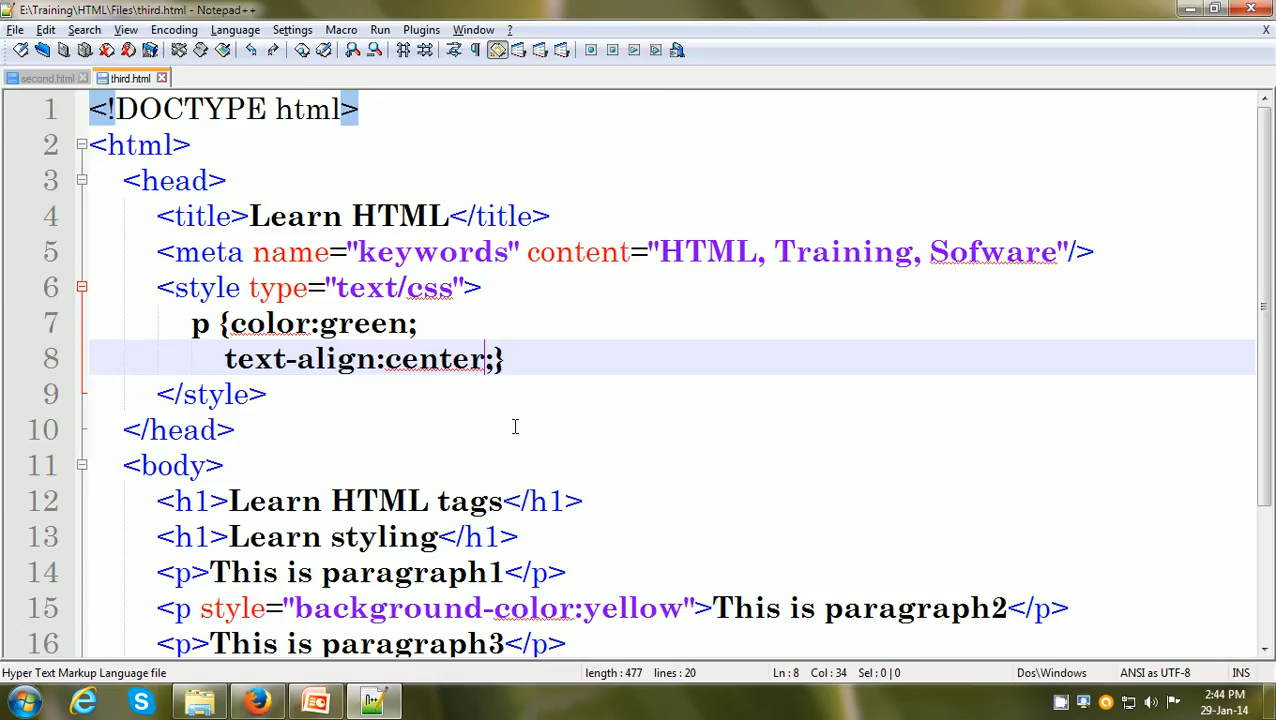 E:\Training\HTML\Files\third.html - Notepad++
File Edit Search View Encoding Language Settings Macro Run Plugins Window ? X
second.html third.html
1 <!DOCTYPE html>
2 <html>
3 <head>
4 <title>Learn HTML</title>
5 <meta name="keywords" content="HTML, Training, Sofware"/>
6 <style type="text/css">
7 p {color:green;
8 text-align:center;}
9 </style>
10 </head>
11 <body>
12 <h1>Learn HTML tags</h1>
13 <h1>Learn styling</h1>
14 <p>This is paragraph1</p>
15 <p style="background-color:yellow">This is paragraph2</p>
16 <p>This is paragraph3</p>
Hyper Text Markup Language file length : 477 lines : 20 Ln : 8 Col : 34 Sel : 0 | 0 Dos\Windows ANSI as UTF-8 INS
2:44 PM
29-Jan-14